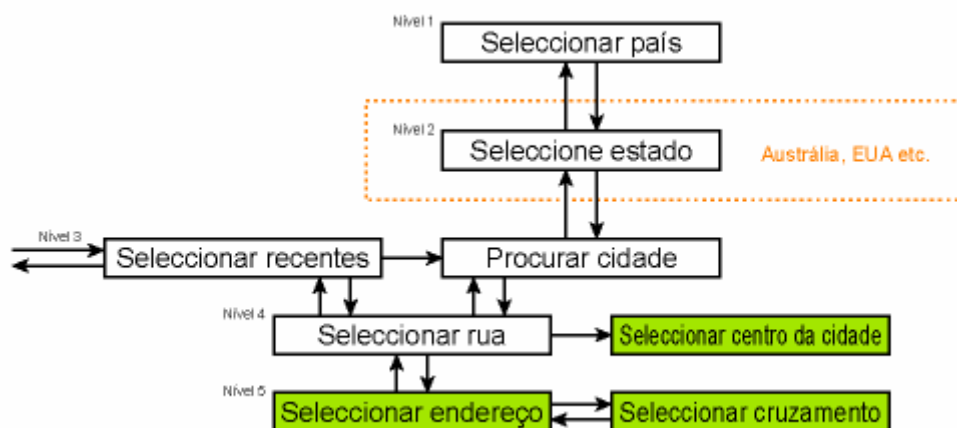 Nível 1
Seleccionar país
Nível 2
Seleccione estado
Austrália, EUA etc.
Nível 3
Seleccionar recentes
Procurar cidade
Nível 4
Seleccionar rua
Seleccionar centro da cidade
Nível 5
Seleccionar endereço
Seleccionar cruzamento